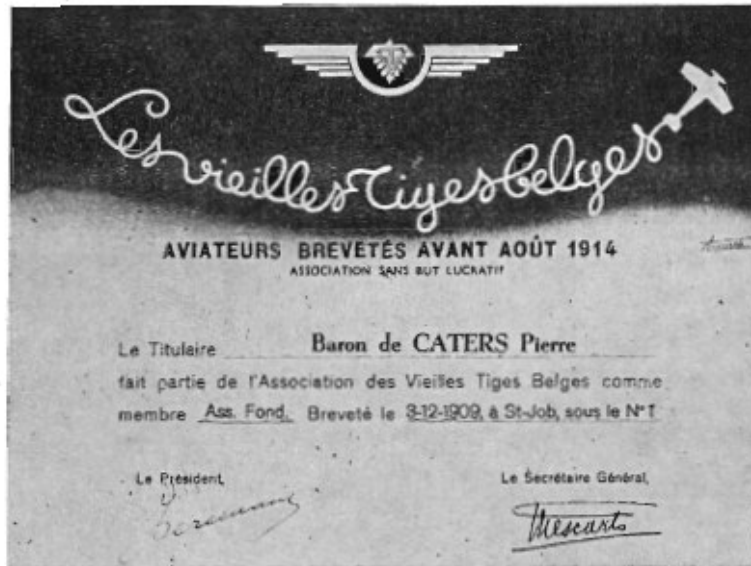 Les vieilles Tiges belges
AVIATEURS BREVETÉS AVANT AOÛT 1914
ASSOCIATION SANS BUT LUCRATIF
Le Titulaire Baron de CATERS Pierre
fait partie de l'Association des Vieilles Tiges Belges comme
membre Ass. Fond. Breveté le 3-12-1909, à St-Job, sous le N° 1
Le Président, Le Secrétaire Général,